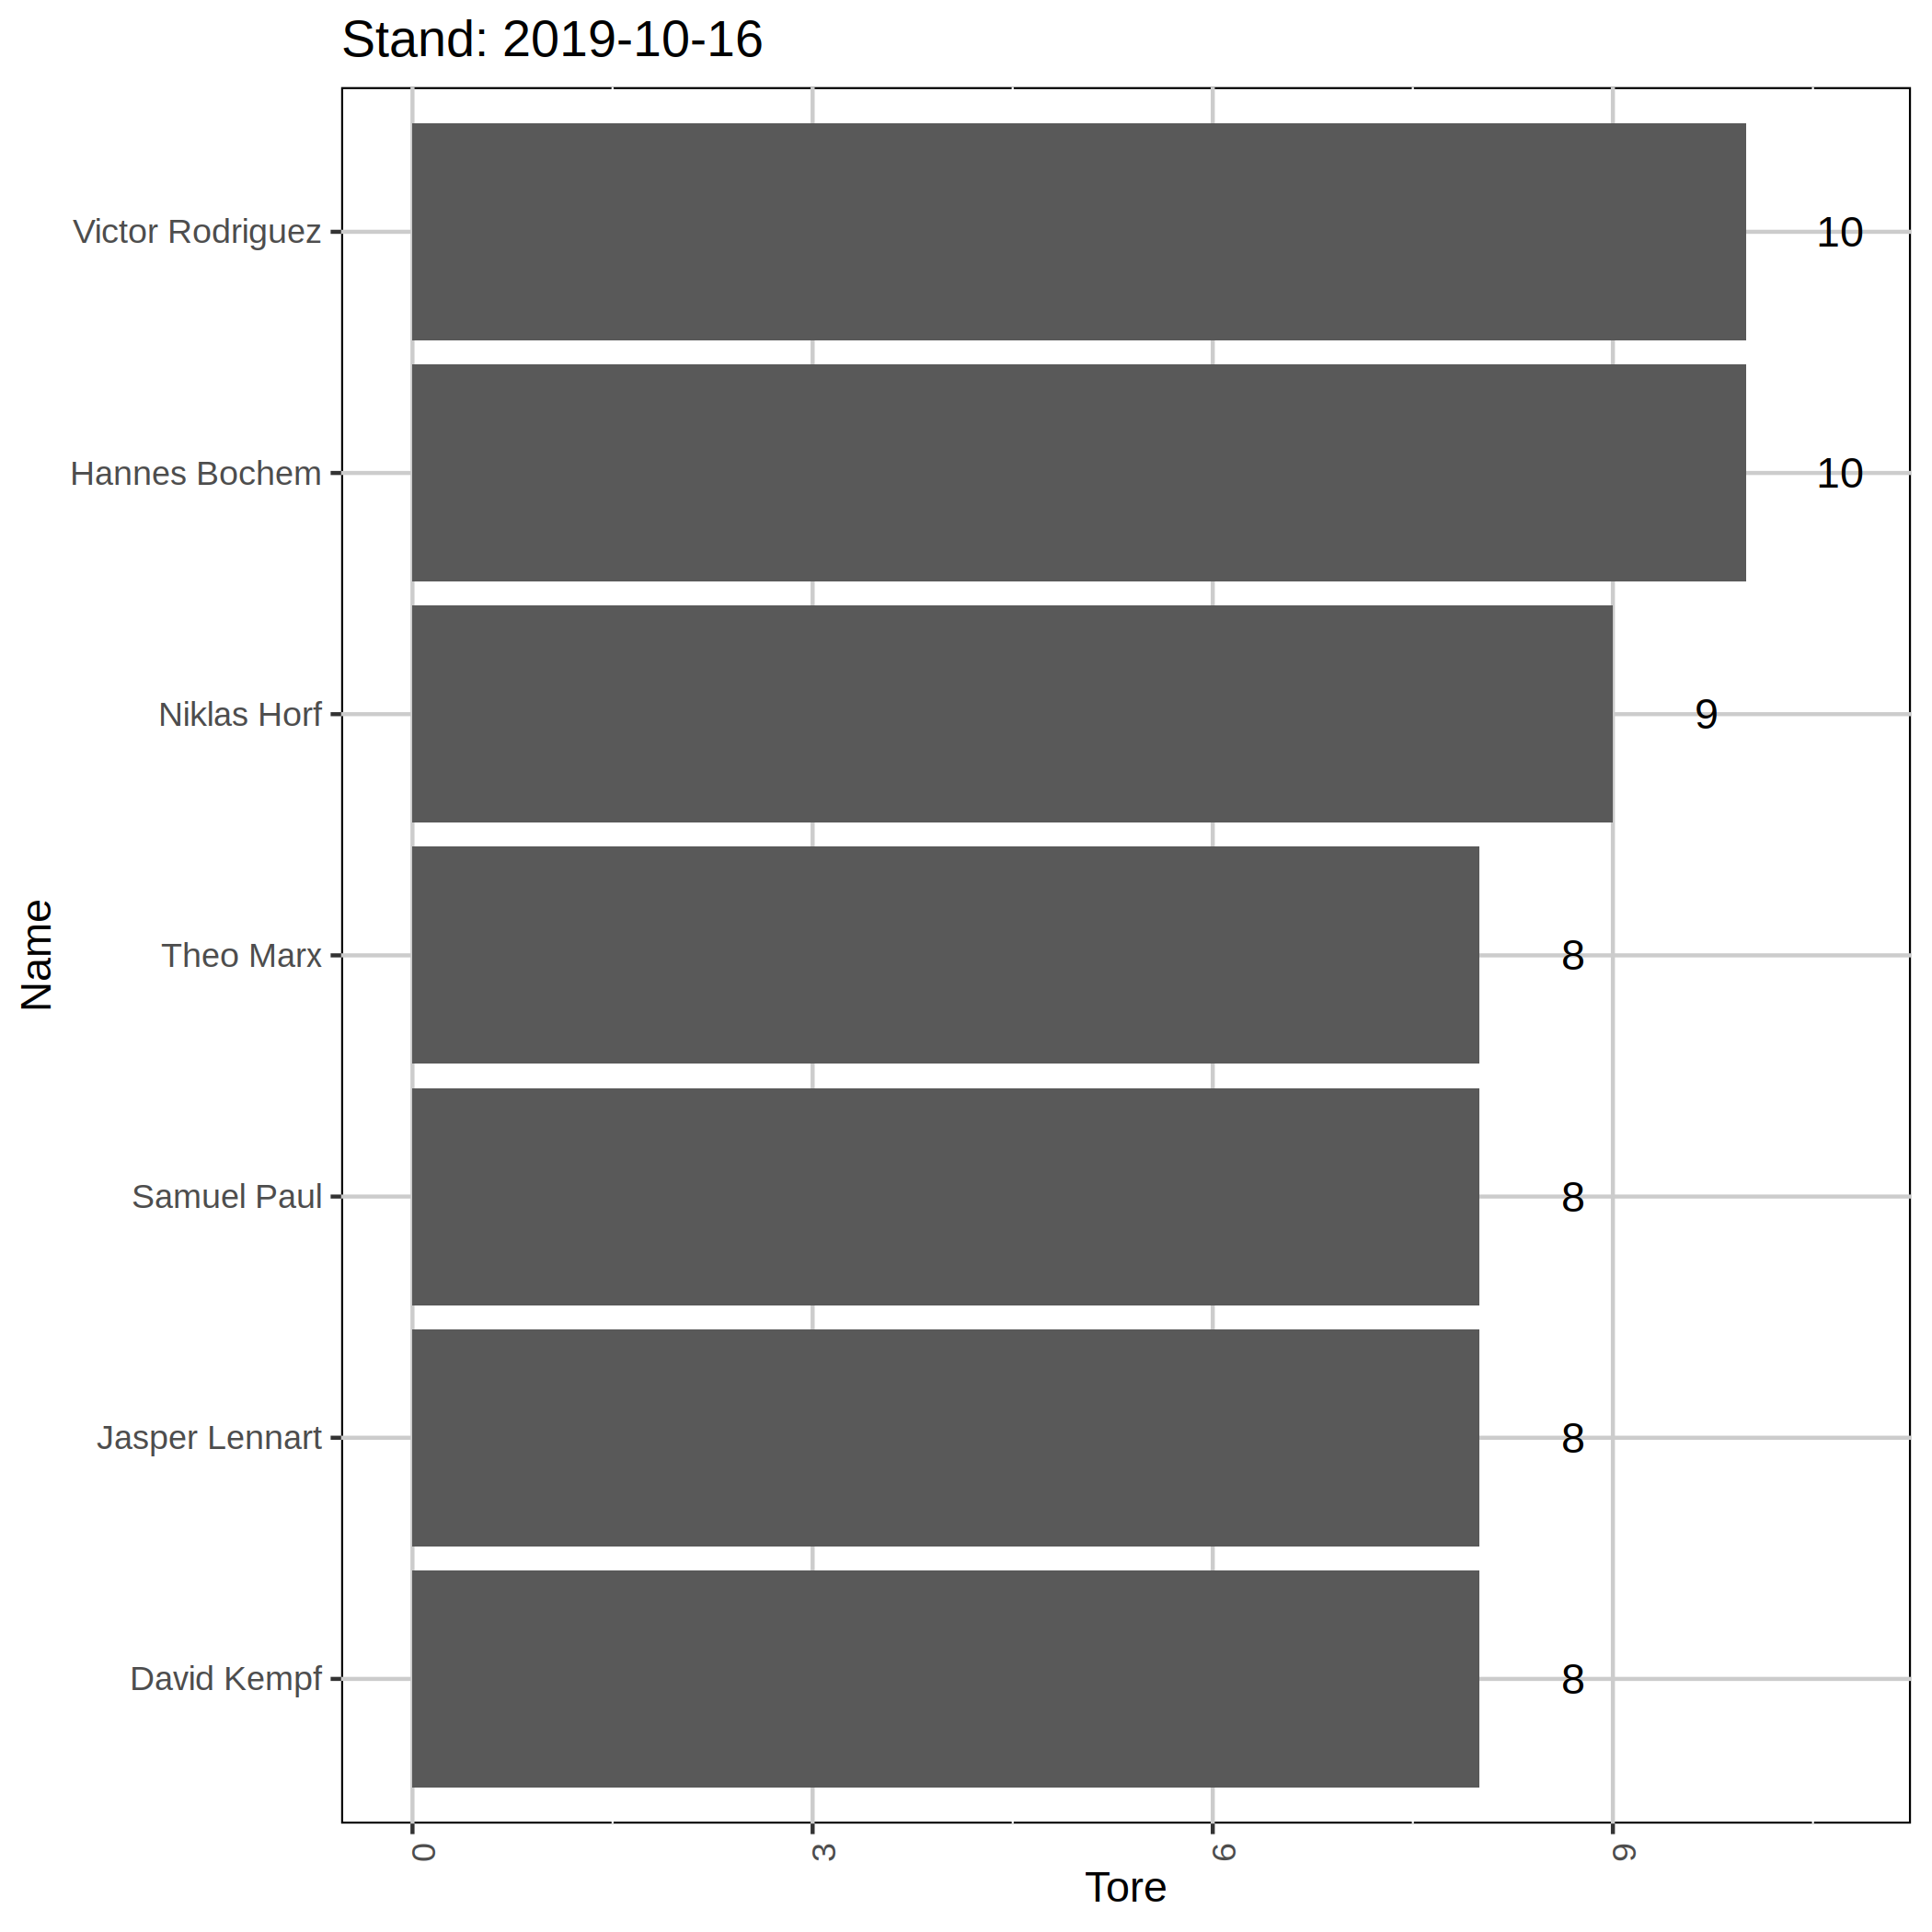 Stand: 2019-10-16
Victor Rodriguez
10
Hannes Bochem
10
Niklas Horf
9
Theo Marx
8
Samuel Paul
8
Jasper Lennart
8
David Kempf
8
Name
0 3 6 9
Tore